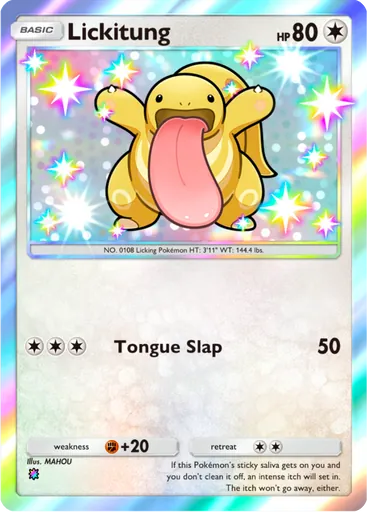 BASIC
Lickitung
HP 80
NO. 0108 Licking Pokémon HT: 3'11" WT: 144.4 lbs.
Tongue Slap 50
weakness +20 retreat
Illus. MAHOU
If this Pokémon's sticky saliva gets on you and
you don't clean it off, an intense itch will set in.
The itch won't go away, either.